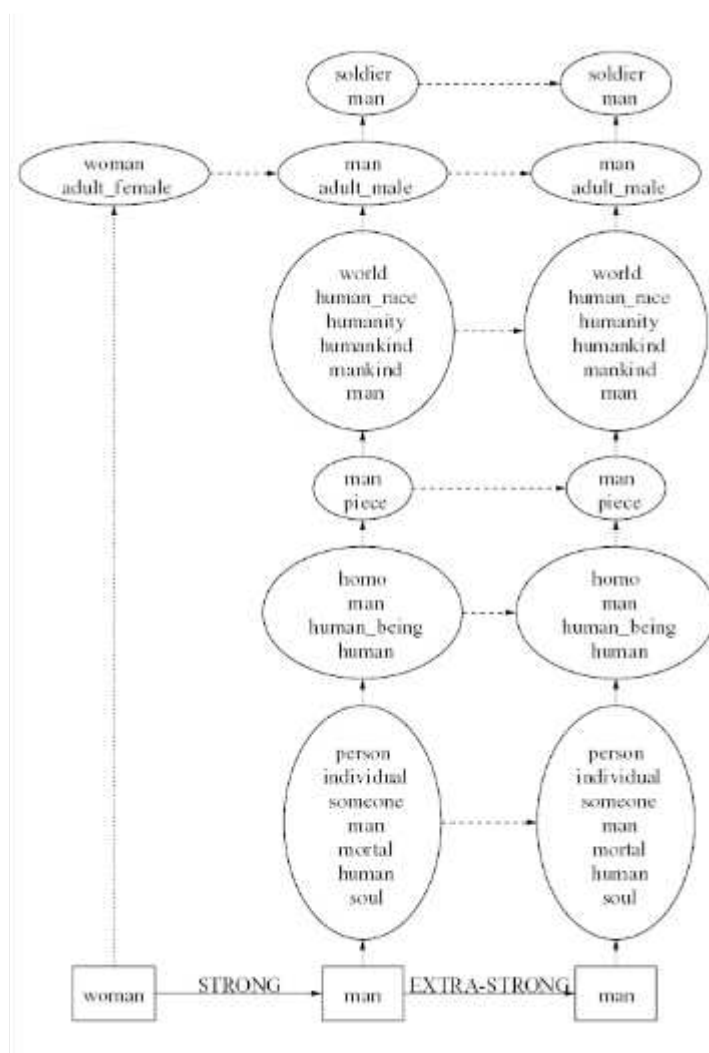 soldier
man
soldier
man
woman
adult_female
man
adult_male
man
adult_male
world
human_race
humanity
humankind
mankind
man
world
human_race
humanity
humankind
mankind
man
man
piece
man
piece
homo
man
human_being
human
homo
man
human_being
human
person
individual
someone
man
mortal
human
soul
person
individual
someone
man
mortal
human
soul
woman
STRONG
man
EXTRA-STRONG
man